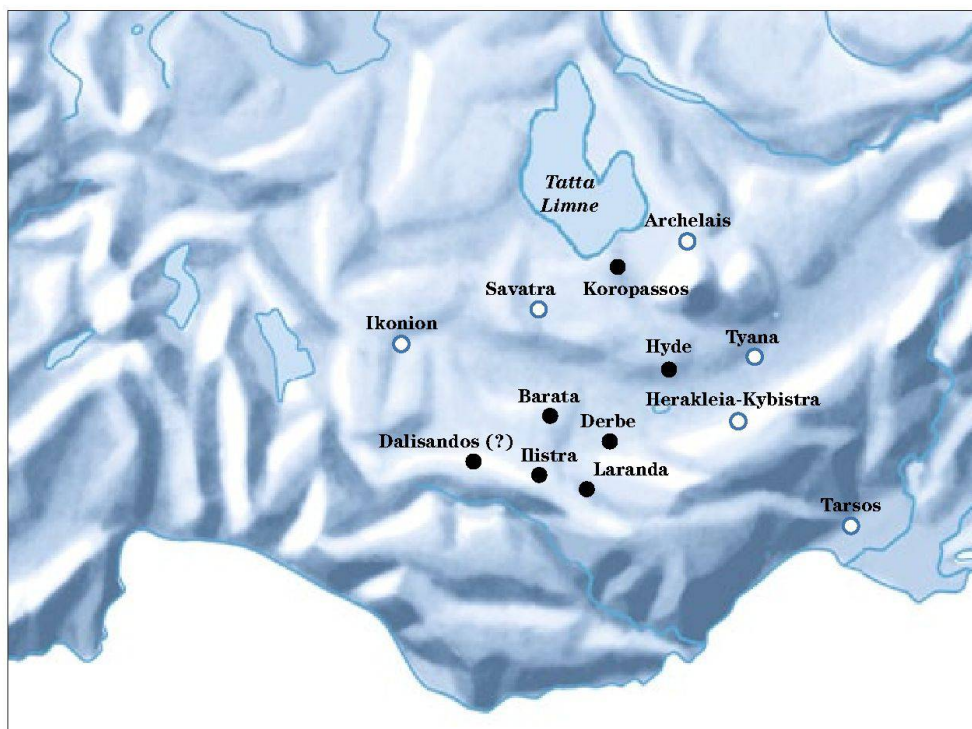 Tatta
Limne
Archelais
Koropassos
Savatra
Ikonion
Tyana
Hyde
Barata
Herakleia-Kybistra
Derbe
Dalisandos (?)
Ilistra
Laranda
Tarsos